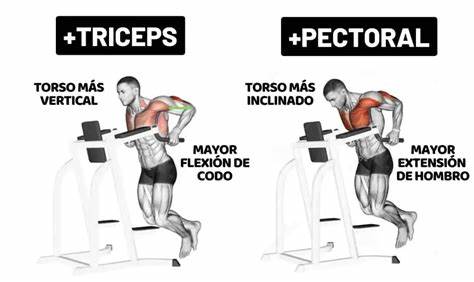 +TRICEPS
TORSO MÁS
VERTICAL
MAYOR
FLEXIÓN DE
CODO
+PECTORAL
TORSO MÁS
INCLINADO
MAYOR
EXTENSIÓN
DE HOMBRO